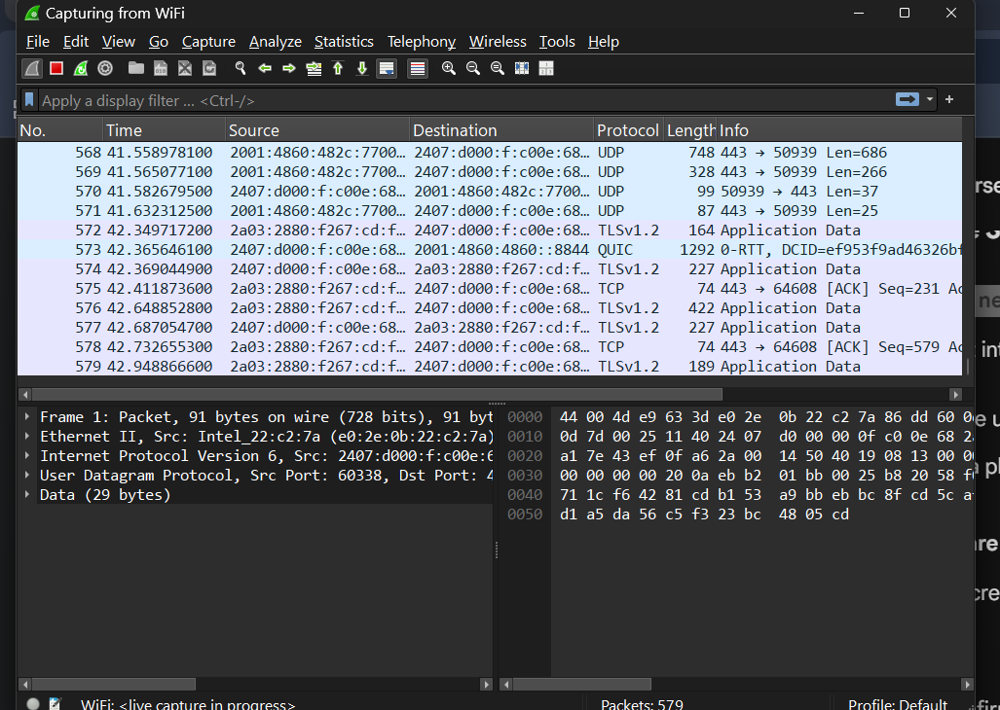 Capturing from WiFi
File Edit View Go Capture Analyze Statistics Telephony Wireless Tools Help
Apply a display filter ... <Ctrl-/>
No. Time Source Destination Protocol Length Info
568 41.558978100 2001:4860:482c:7700… 2407:d000:f:c00e:68… UDP 748 443 → 50939 Len=686
569 41.565077100 2001:4860:482c:7700… 2407:d000:f:c00e:68… UDP 328 443 → 50939 Len=266
570 41.582679500 2407:d000:f:c00e:68… 2001:4860:482c:7700… UDP 99 50939 → 443 Len=37
571 41.632312500 2407:d000:f:c00e:68… 2001:4860:482c:7700… UDP 87 443 → 50939 Len=25
572 42.349717200 2a03:2880:f267:cd:f… 2407:d000:f:c00e:68… TLSv1.2 164 Application Data
573 42.365646100 2407:d000:f:c00e:68… 2001:4860:4860::8844 QUIC 1292 0-RTT, DCID=ef953f9ad46326bf
574 42.369044900 2407:d000:f:c00e:68… 2a03:2880:f267:cd:f… TLSv1.2 227 Application Data
575 42.411873600 2a03:2880:f267:cd:f… 2407:d000:f:c00e:68… TCP 74 443 → 64608 [ACK] Seq=231 Ac
576 42.648852800 2a03:2880:f267:cd:f… 2407:d000:f:c00e:68… TLSv1.2 422 Application Data
577 42.687054700 2407:d000:f:c00e:68… 2a03:2880:f267:cd:f… TLSv1.2 227 Application Data
578 42.732655300 2a03:2880:f267:cd:f… 2407:d000:f:c00e:68… TCP 74 443 → 64608 [ACK] Seq=579 Ac
579 42.948866600 2a03:2880:f267:cd:f… 2407:d000:f:c00e:68… TLSv1.2 189 Application Data
Frame 1: Packet, 91 bytes on wire (728 bits), 91 byt
Ethernet II, Src: Intel_22:c2:7a (e0:2e:0b:22:c2:7a)
Internet Protocol Version 6, Src: 2407:d000:f:c00e:6
User Datagram Protocol, Src Port: 60338, Dst Port: 4
Data (29 bytes)
0000 44 00 4d e9 63 3d e0 2e 0b 22 c2 7a 86 dd 60 0
0010 0d 7d 00 25 11 40 24 07 d0 00 00 0f c0 0e 68 2
0020 a1 7e 43 ef 0f a6 2a 00 14 50 40 19 08 13 00 0
0030 00 00 00 00 20 0a eb b2 01 bb 00 25 b8 20 58 f
0040 71 1c f6 42 81 cd b1 53 a9 bb eb bc 8f cd 5c a
0050 d1 a5 da 56 c5 f3 23 bc 48 05 cd
WiFi: <live capture in progress>
Packets: 579
Profile: Default